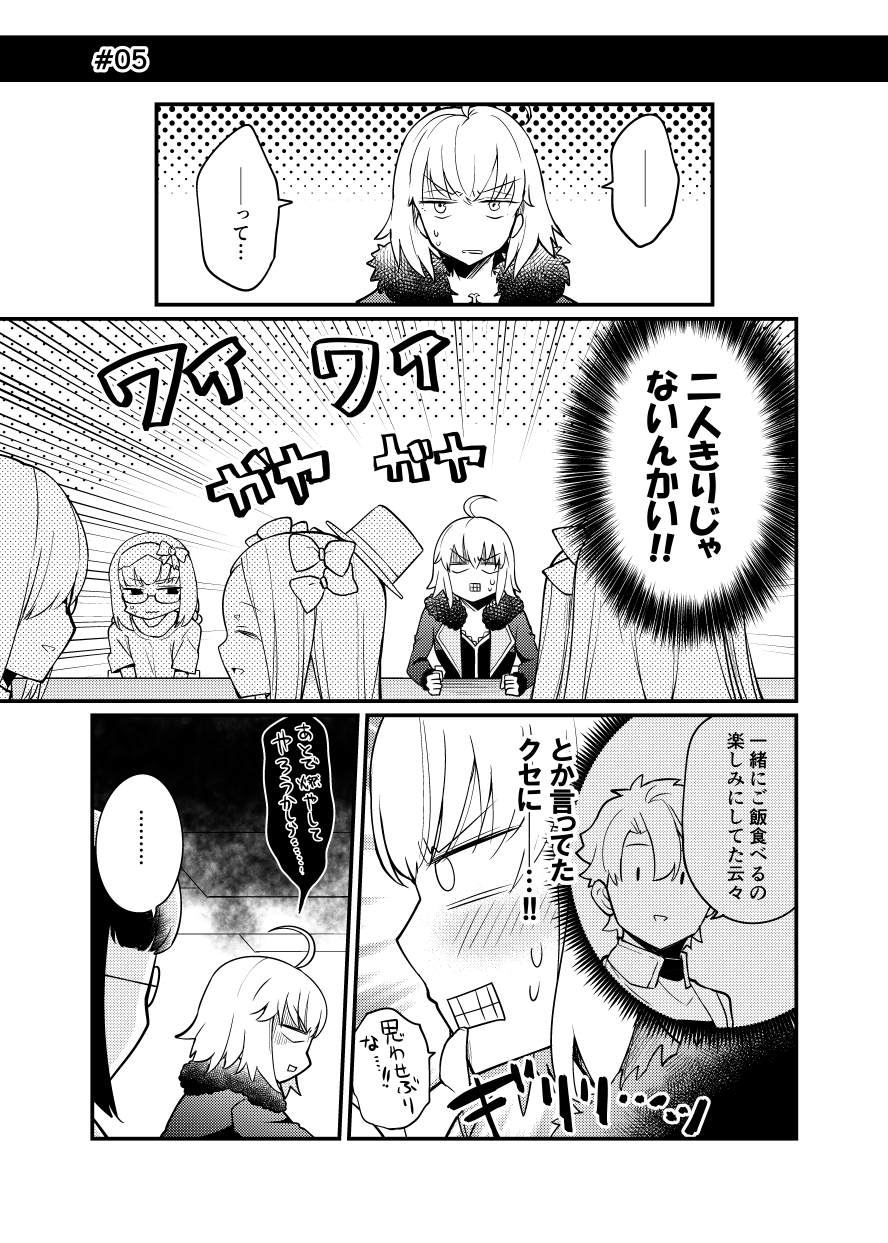 #05
――
――って…
二人きりじゃ
ないんかい!!
ワイワイ
ガヤガヤ
一緒にご飯食べるの
楽しみにしてた云々
とか言ってた
クセに――…!!
思わせぶり
な…!!
ギリリ…ッ
あとで燃やして
やろうかしら……
………